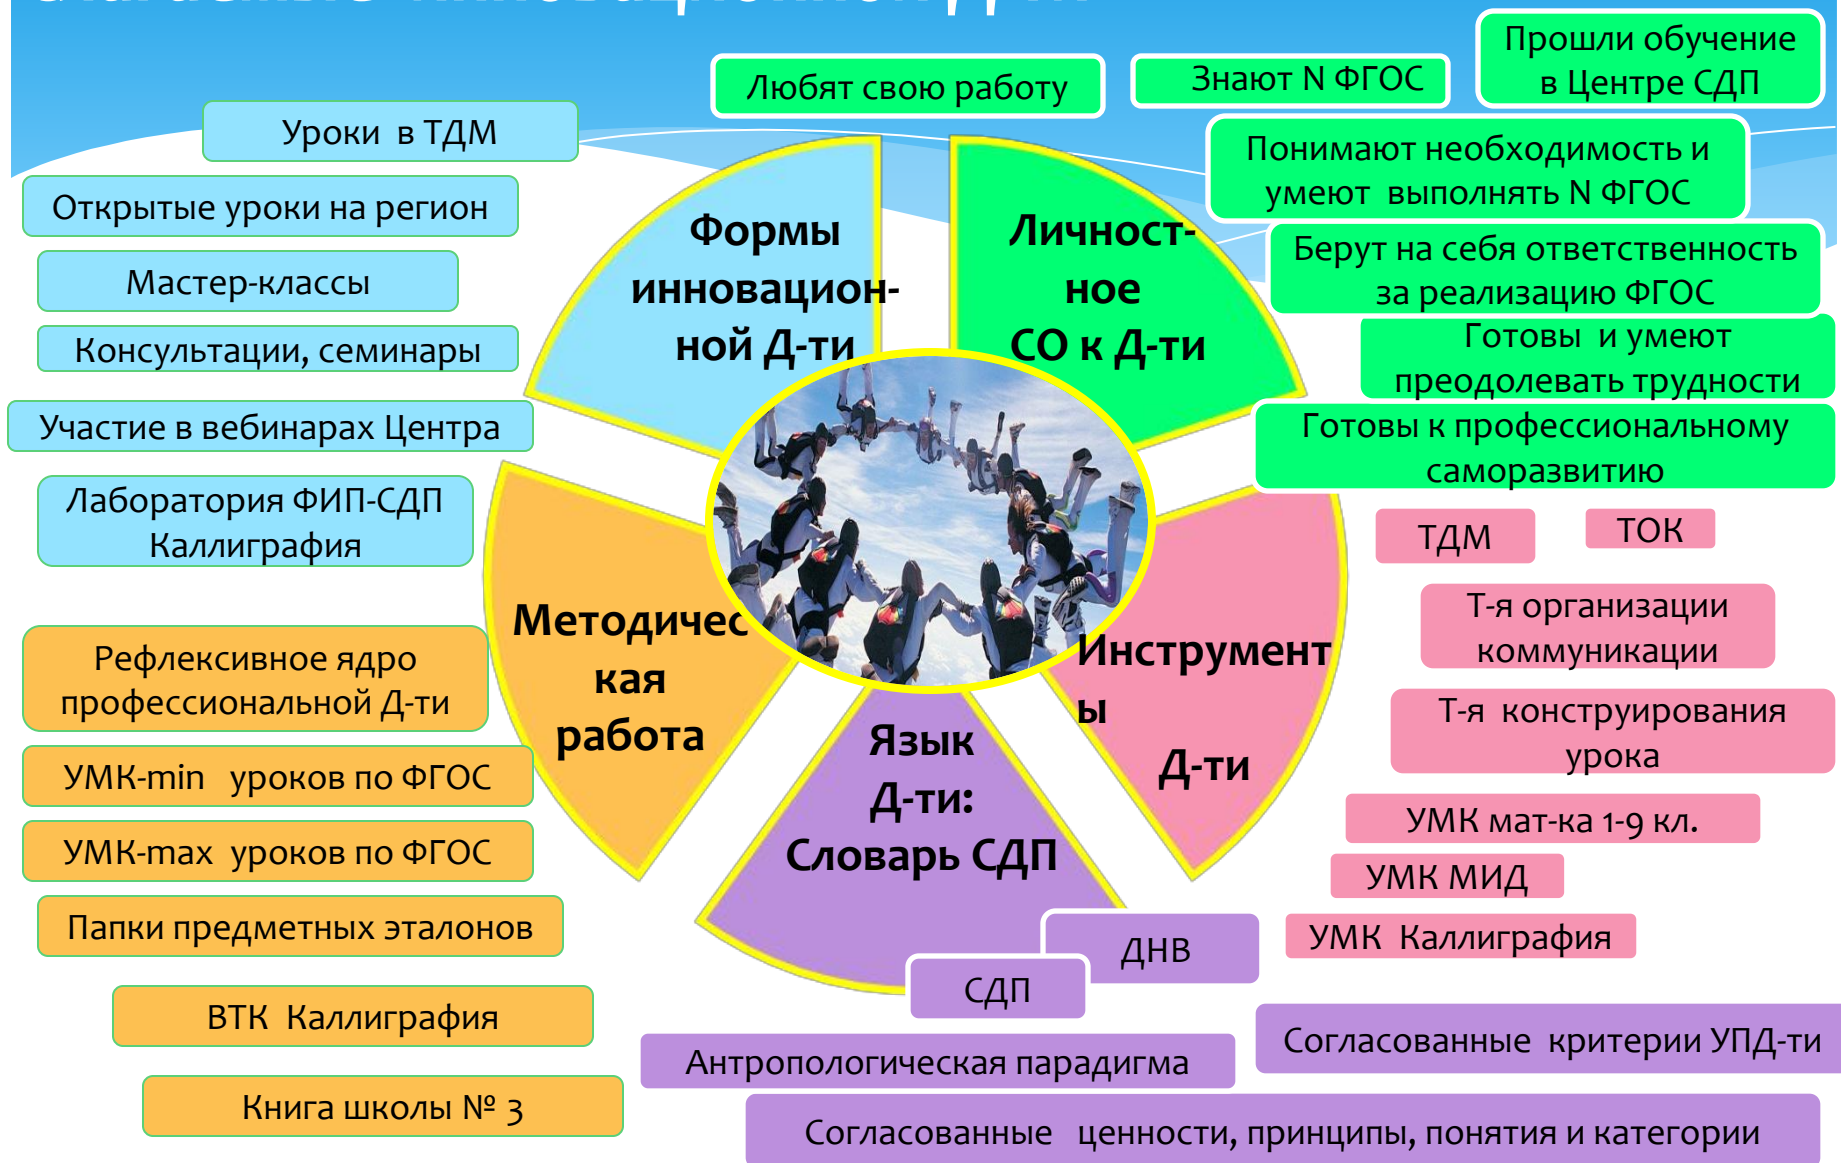 Любят свою работу
Знают N ФГОС
Прошли обучение
в Центре СДП
Понимают необходимость и
умеют выполнять N ФГОС
Берут на себя ответственность
за реализацию ФГОС
Готовы и умеют
преодолевать трудности
Готовы к профессиональному
саморазвитию
Уроки в ТДМ
Открытые уроки на регион
Мастер-классы
Консультации, семинары
Участие в вебинарах Центра
Лаборатория ФИП-СДП
Каллиграфия
Формы
инновацион-
ной Д-ти
Личност-
ное
СО к Д-ти
Методичес
кая
работа
Язык
Д-ти:
Словарь СДП
Инструмент
ы
Д-ти
ТДМ
ТОК
Т-я организации
коммуникации
Т-я конструирования
урока
УМК мат-ка 1-9 кл.
УМК МИД
УМК Каллиграфия
Рефлексивное ядро
профессиональной Д-ти
УМК-min уроков по ФГОС
УМК-max уроков по ФГОС
Папки предметных эталонов
ВТК Каллиграфия
Книга школы № 3
ДНВ
СДП
Антропологическая парадигма
Согласованные критерии УПД-ти
Согласованные ценности, принципы, понятия и категории